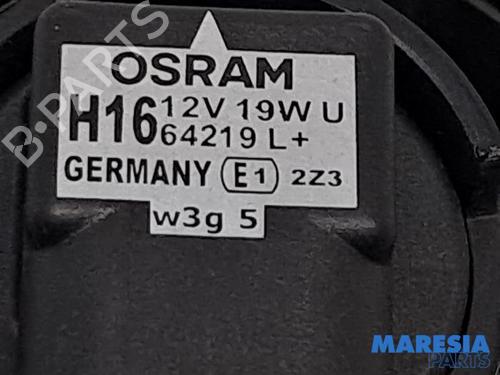 OSRAM
H16 12V 19W U
64219 L+
GERMANY E1 2Z3
w3g 5
B-PARTS
MARESIA
PARTS